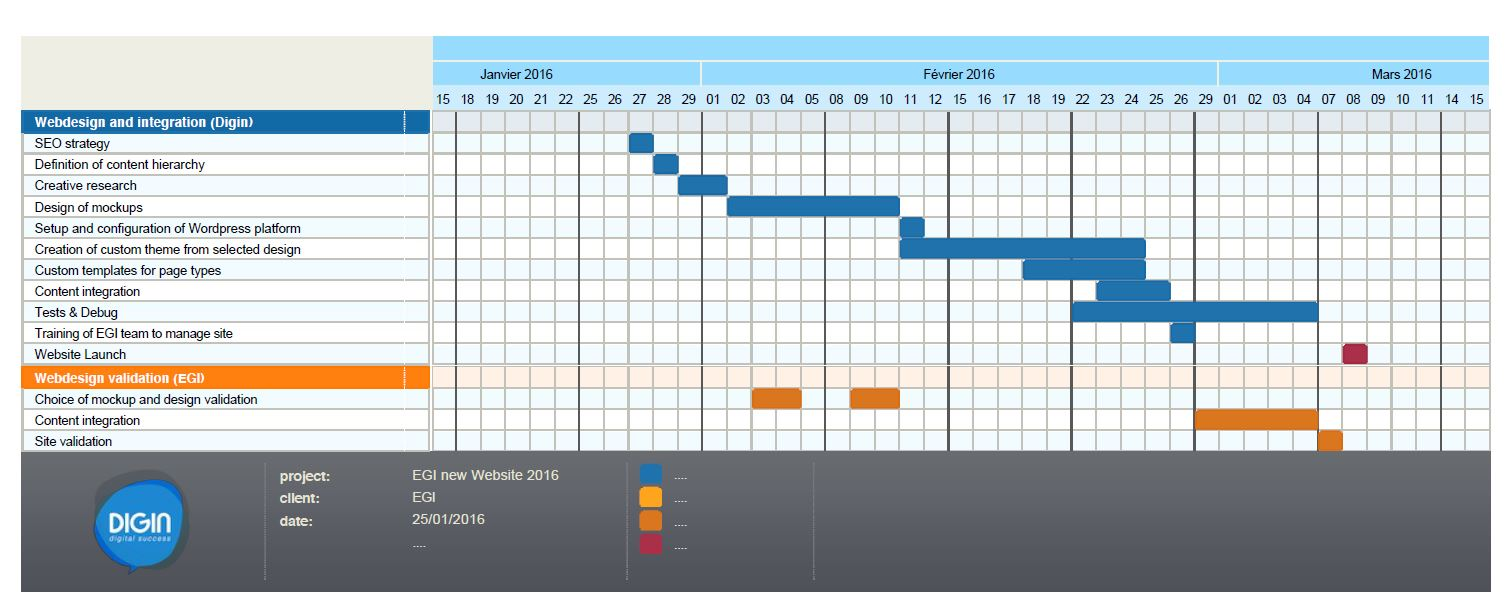 Janvier 2016 Février 2016 Mars 2016
15 18 19 20 21 22 25 26 27 28 29 01 02 03 04 05 08 09 10 11 12 15 16 17 18 19 22 23 24 25 26 29 01 02 03 04 07 08 09 10 11 14 15
Webdesign and integration (Digin)
SEO strategy
Definition of content hierarchy
Creative research
Design of mockups
Setup and configuration of Wordpress platform
Creation of custom theme from selected design
Custom templates for page types
Content integration
Tests & Debug
Training of EGI team to manage site
Website Launch
Webdesign validation (EGI)
Choice of mockup and design validation
Content integration
Site validation
DIGIN
digital success
project: EGI new Website 2016
client: EGI
date: 25/01/2016
....
....
....
....
....